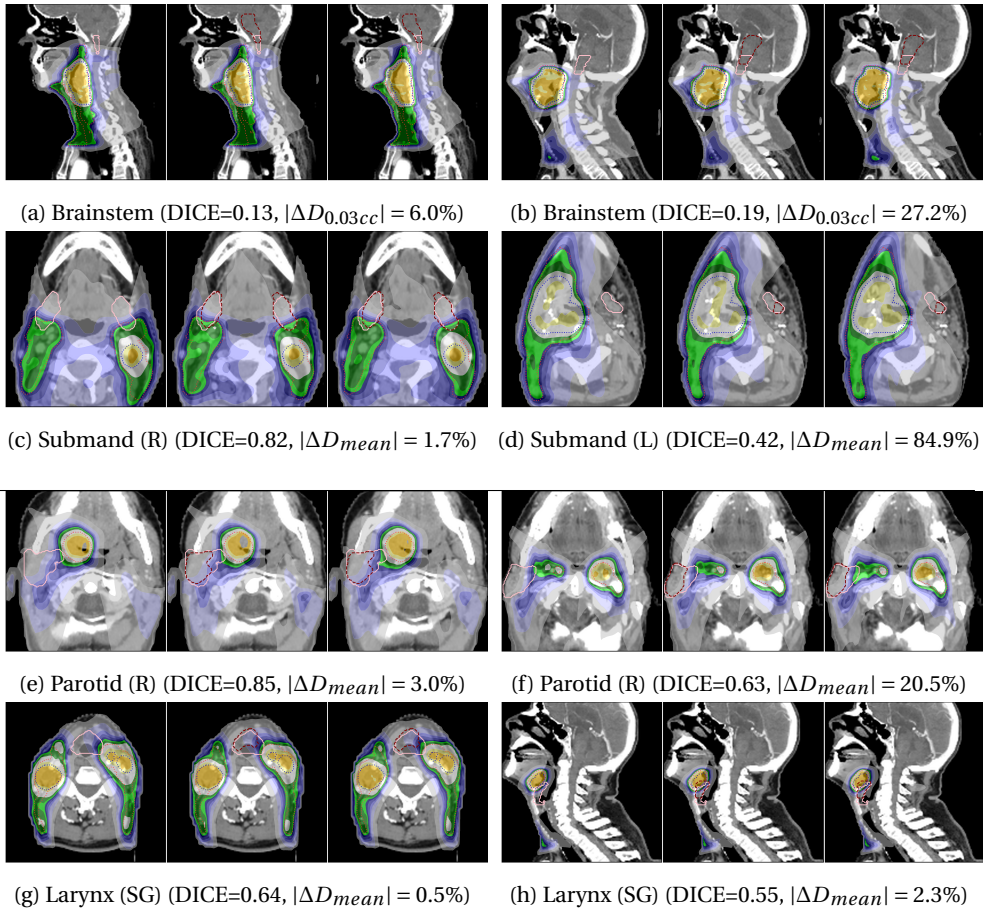 (a) Brainstem (DICE=0.13, |ΔD0.03cc| = 6.0%)
(b) Brainstem (DICE=0.19, |ΔD0.03cc| = 27.2%)
(c) Submand (R) (DICE=0.82, |ΔDmean| = 1.7%)
(d) Submand (L) (DICE=0.42, |ΔDmean| = 84.9%)
(e) Parotid (R) (DICE=0.85, |ΔDmean| = 3.0%)
(f) Parotid (R) (DICE=0.63, |ΔDmean| = 20.5%)
(g) Larynx (SG) (DICE=0.64, |ΔDmean| = 0.5%)
(h) Larynx (SG) (DICE=0.55, |ΔDmean| = 2.3%)